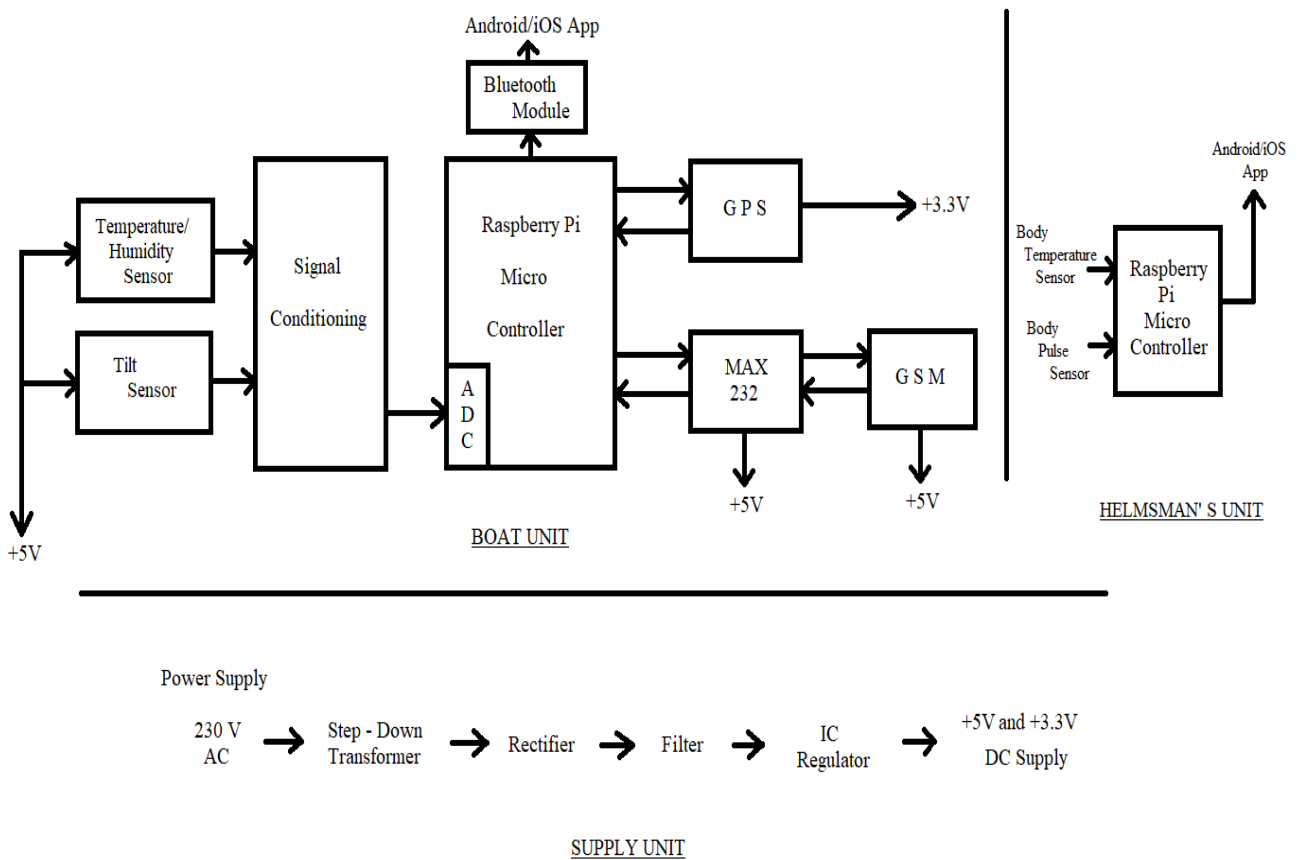 Android/iOS App
Bluetooth
Module
Temperature/
Humidity
Sensor
Tilt
Sensor
+5V
Signal
Conditioning
Raspberry Pi
Micro
Controller
A
D
C
G P S
+3.3V
MAX
232
+5V
G S M
+5V
BOAT UNIT
Android/iOS
App
Body
Temperature
Sensor
Body
Pulse
Sensor
Raspberry
Pi
Micro
Controller
HELMSMAN' S UNIT
Power Supply
230 V
AC
Step - Down
Transformer
Rectifier
Filter
IC
Regulator
+5V and +3.3V
DC Supply
SUPPLY UNIT